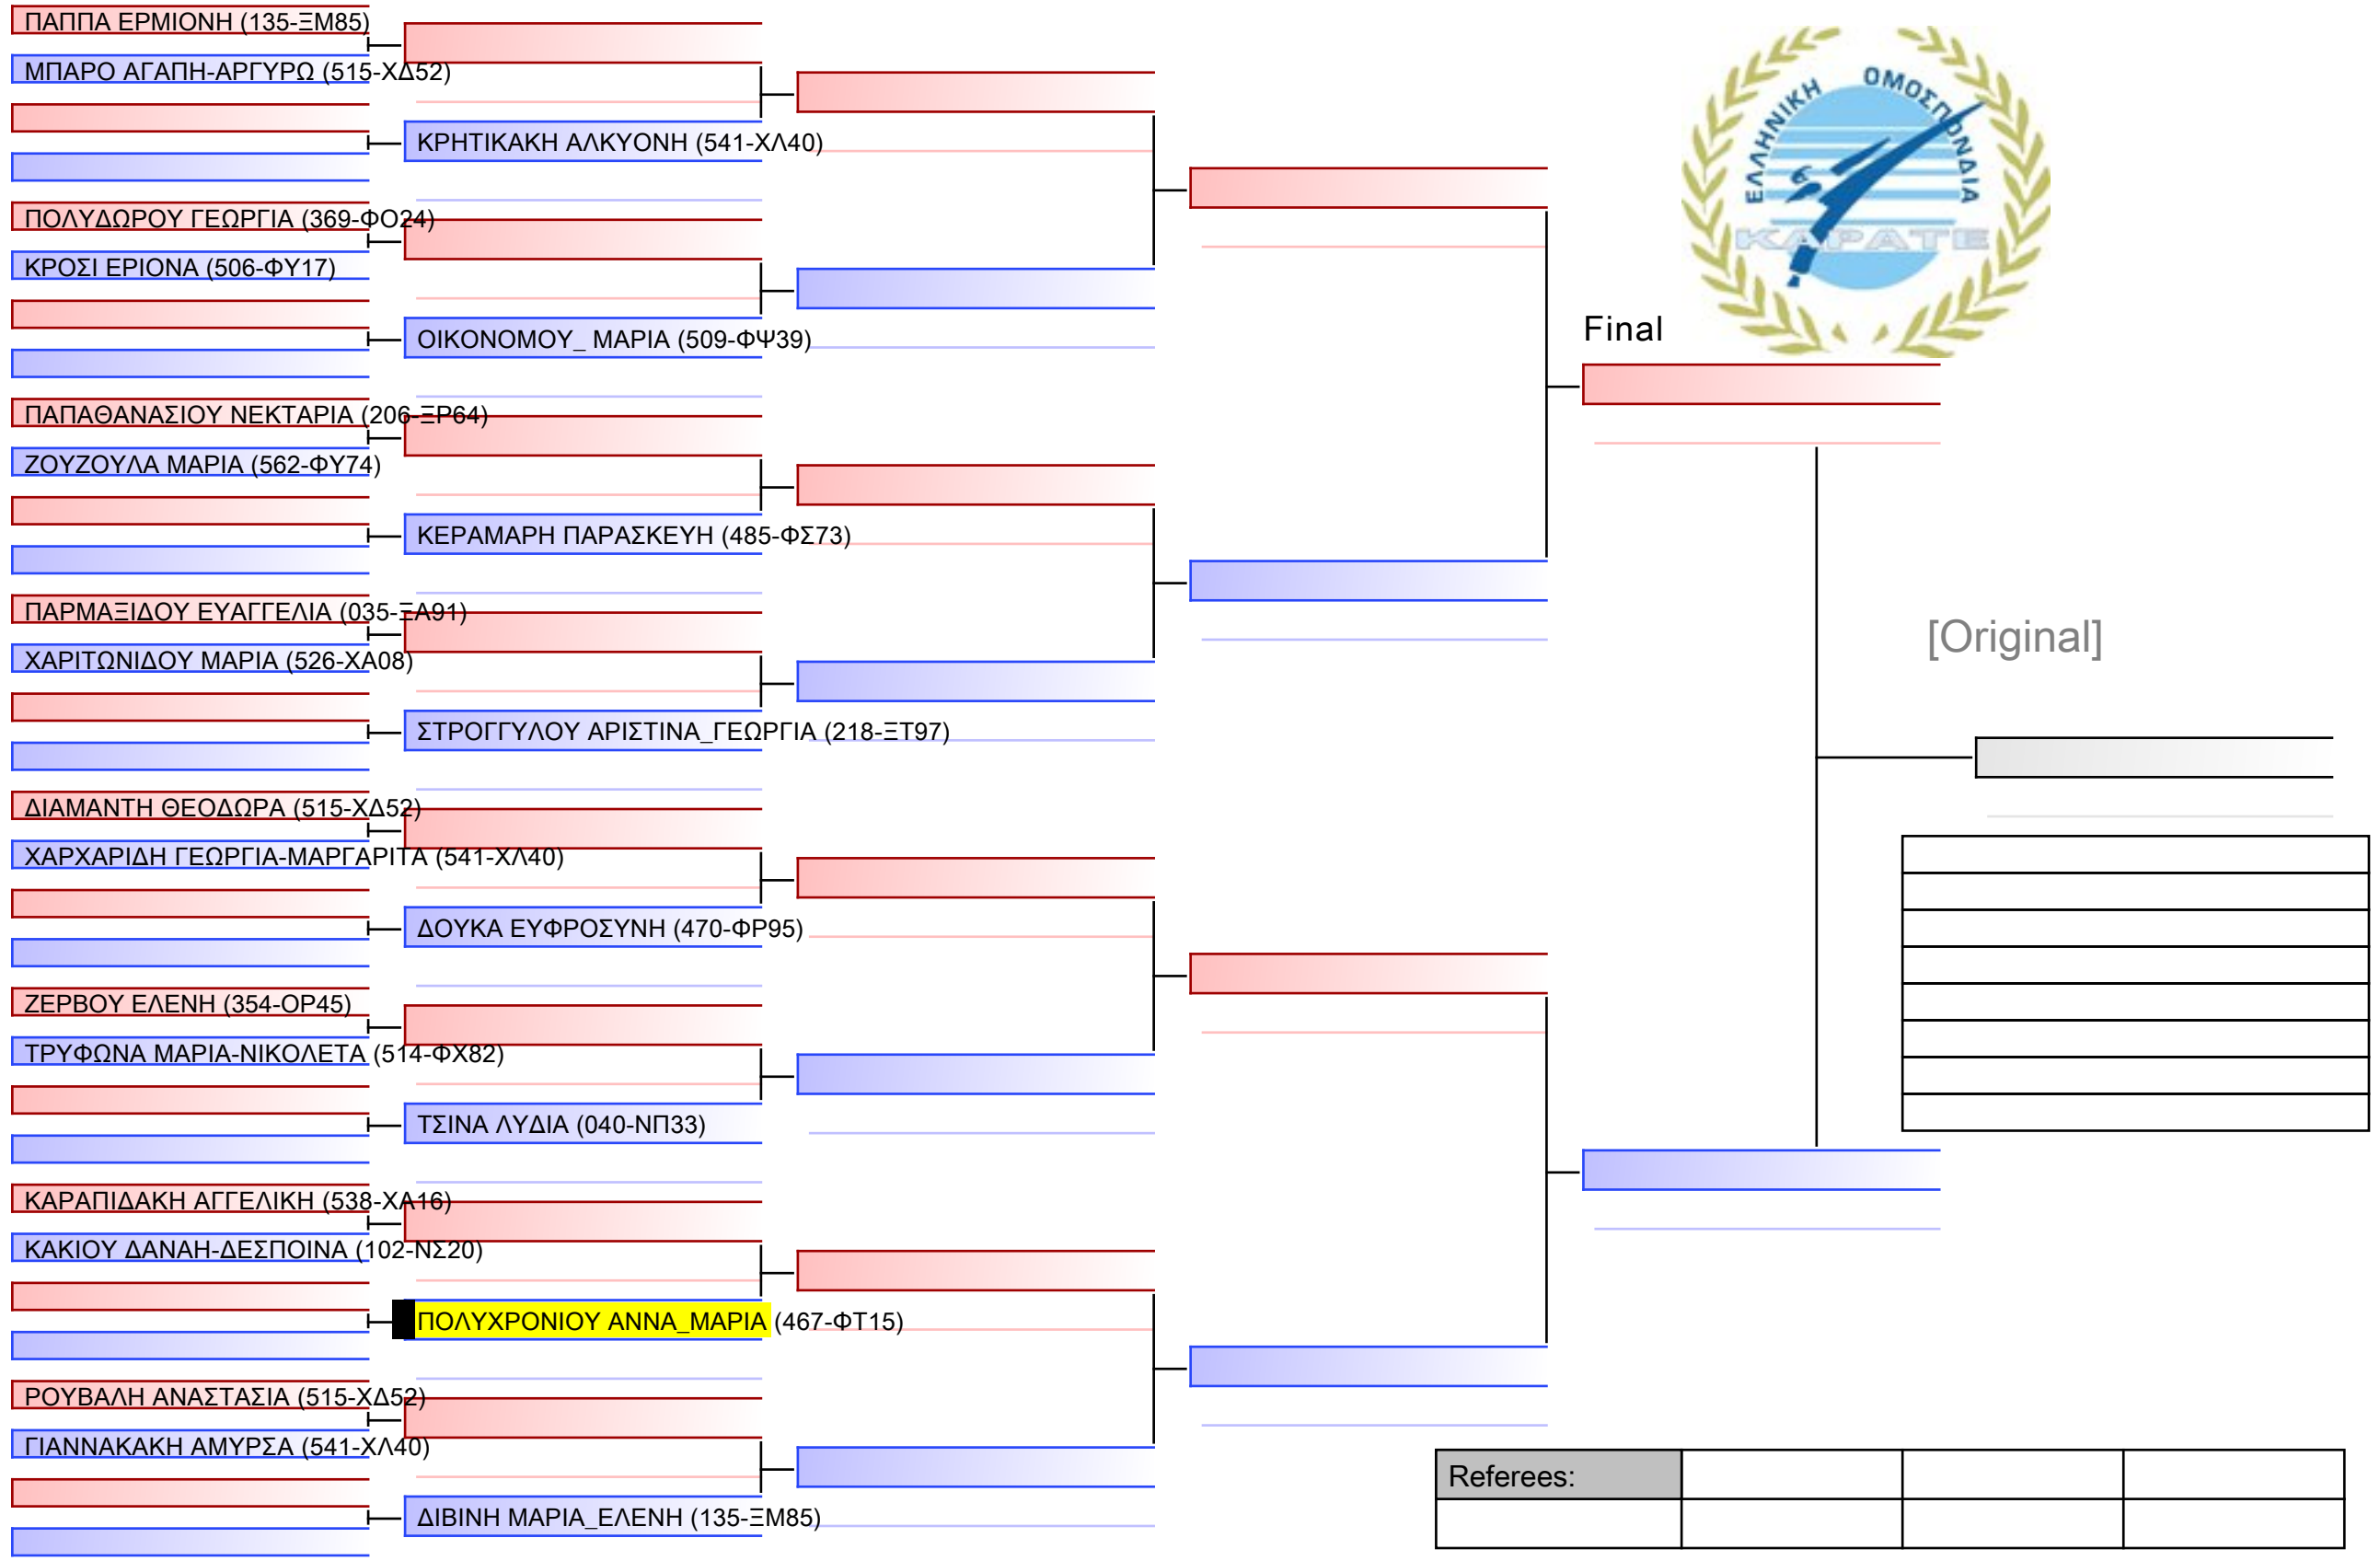 ΠΑΠΠΑ ΕΡΜΙΟΝΗ (135-ΞΜ85)
ΜΠΑΡΟ ΑΓΑΠΗ-ΑΡΓΥΡΩ (515-ΧΔ52)
ΚΡΗΤΙΚΑΚΗ ΑΛΚΥΟΝΗ (541-ΧΛ40)
ΠΟΛΥΔΩΡΟΥ ΓΕΩΡΓΙΑ (369-ΦΟ24)
ΚΡΟΣΙ ΕΡΙΟΝΑ (506-ΦΥ17)
ΟΙΚΟΝΟΜΟΥ_ ΜΑΡΙΑ (509-ΦΨ39)
ΠΑΠΑΘΑΝΑΣΙΟΥ ΝΕΚΤΑΡΙΑ (206-ΞΡ64)
ΖΟΥΖΟΥΛΑ ΜΑΡΙΑ (562-ΦΥ74)
ΚΕΡΑΜΑΡΗ ΠΑΡΑΣΚΕΥΗ (485-ΦΣ73)
ΠΑΡΜΑΞΙΔΟΥ ΕΥΑΓΓΕΛΙΑ (035-ΞΑ91)
ΧΑΡΙΤΩΝΙΔΟΥ ΜΑΡΙΑ (526-ΧΑ08)
ΣΤΡΟΓΓΥΛΟΥ ΑΡΙΣΤΙΝΑ_ΓΕΩΡΓΙΑ (218-ΞΤ97)
ΔΙΑΜΑΝΤΗ ΘΕΟΔΩΡΑ (515-ΧΔ52)
ΧΑΡΧΑΡΙΔΗ ΓΕΩΡΓΙΑ-ΜΑΡΓΑΡΙΤΑ (541-ΧΛ40)
ΔΟΥΚΑ ΕΥΦΡΟΣΥΝΗ (470-ΦΡ95)
ΖΕΡΒΟΥ ΕΛΕΝΗ (354-ΟΡ45)
ΤΡΥΦΩΝΑ ΜΑΡΙΑ-ΝΙΚΟΛΕΤΑ (514-ΦΧ82)
ΤΣΙΝΑ ΛΥΔΙΑ (040-ΝΠ33)
ΚΑΡΑΠΙΔΑΚΗ ΑΓΓΕΛΙΚΗ (538-ΧΑ16)
ΚΑΚΙΟΥ ΔΑΝΑΗ-ΔΕΣΠΟΙΝΑ (102-ΝΣ20)
ΠΟΛΥΧΡΟΝΙΟΥ ΑΝΝΑ_ΜΑΡΙΑ (467-ΦΤ15)
ΡΟΥΒΑΛΗ ΑΝΑΣΤΑΣΙΑ (515-ΧΔ52)
ΓΙΑΝΝΑΚΑΚΗ ΑΜΥΡΣΑ (541-ΧΛ40)
ΔΙΒΙΝΗ ΜΑΡΙΑ_ΕΛΕΝΗ (135-ΞΜ85)
ΕΛΛΗΝΙΚΗ ΟΜΟΣΠΟΝΔΙΑ
ΚΑΡΑΤΕ
Final
[Original]
Referees: